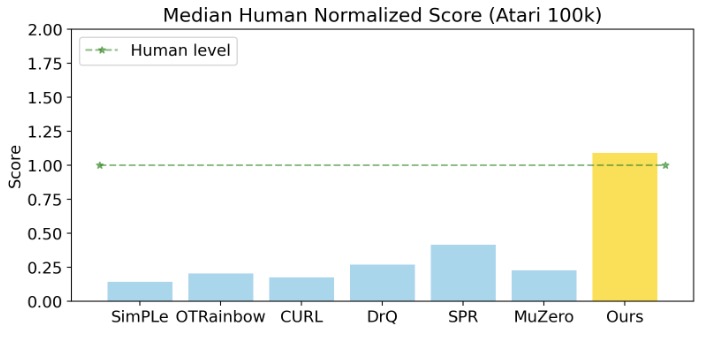 Median Human Normalized Score (Atari 100k)
Human level
Score
2.00
1.75
1.50
1.25
1.00
0.75
0.50
0.25
0.00
SimPLe OTRainbow CURL DrQ SPR MuZero Ours